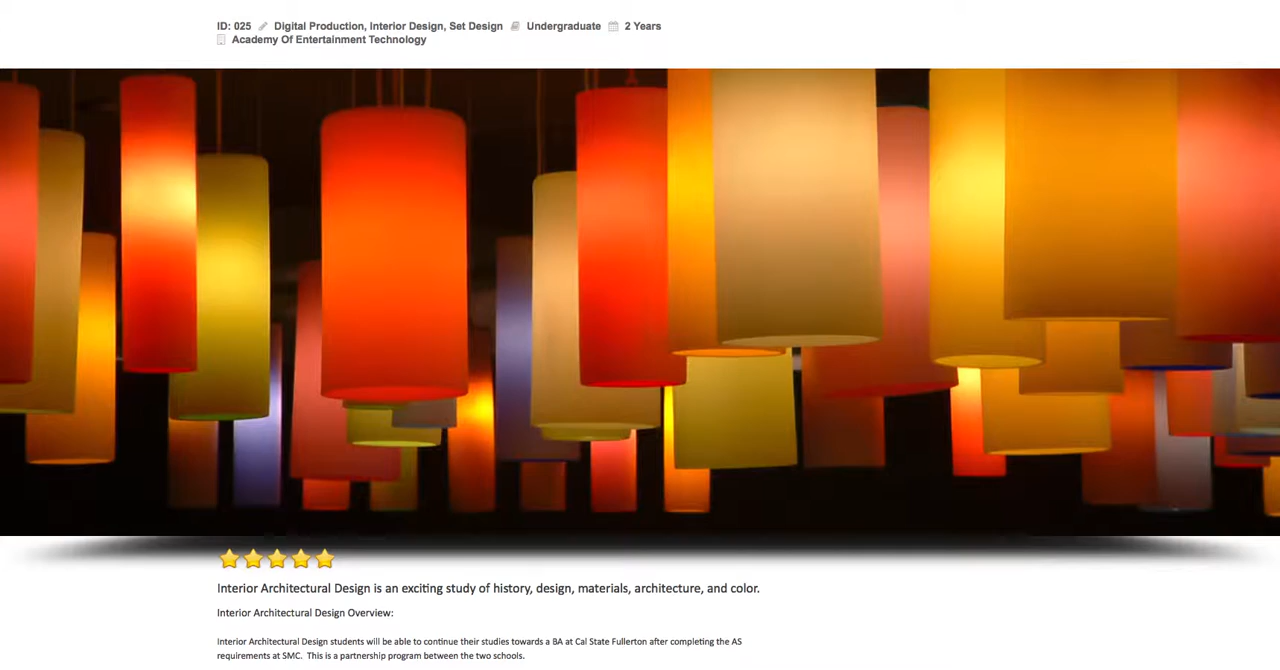 ID: 025 Digital Production, Interior Design, Set Design Undergraduate 2 Years
Academy Of Entertainment Technology
Interior Architectural Design is an exciting study of history, design, materials, architecture, and color.
Interior Architectural Design Overview:
Interior Architectural Design students will be able to continue their studies towards a BA at Cal State Fullerton after completing the AS
requirements at SMC. This is a partnership program between the two schools.